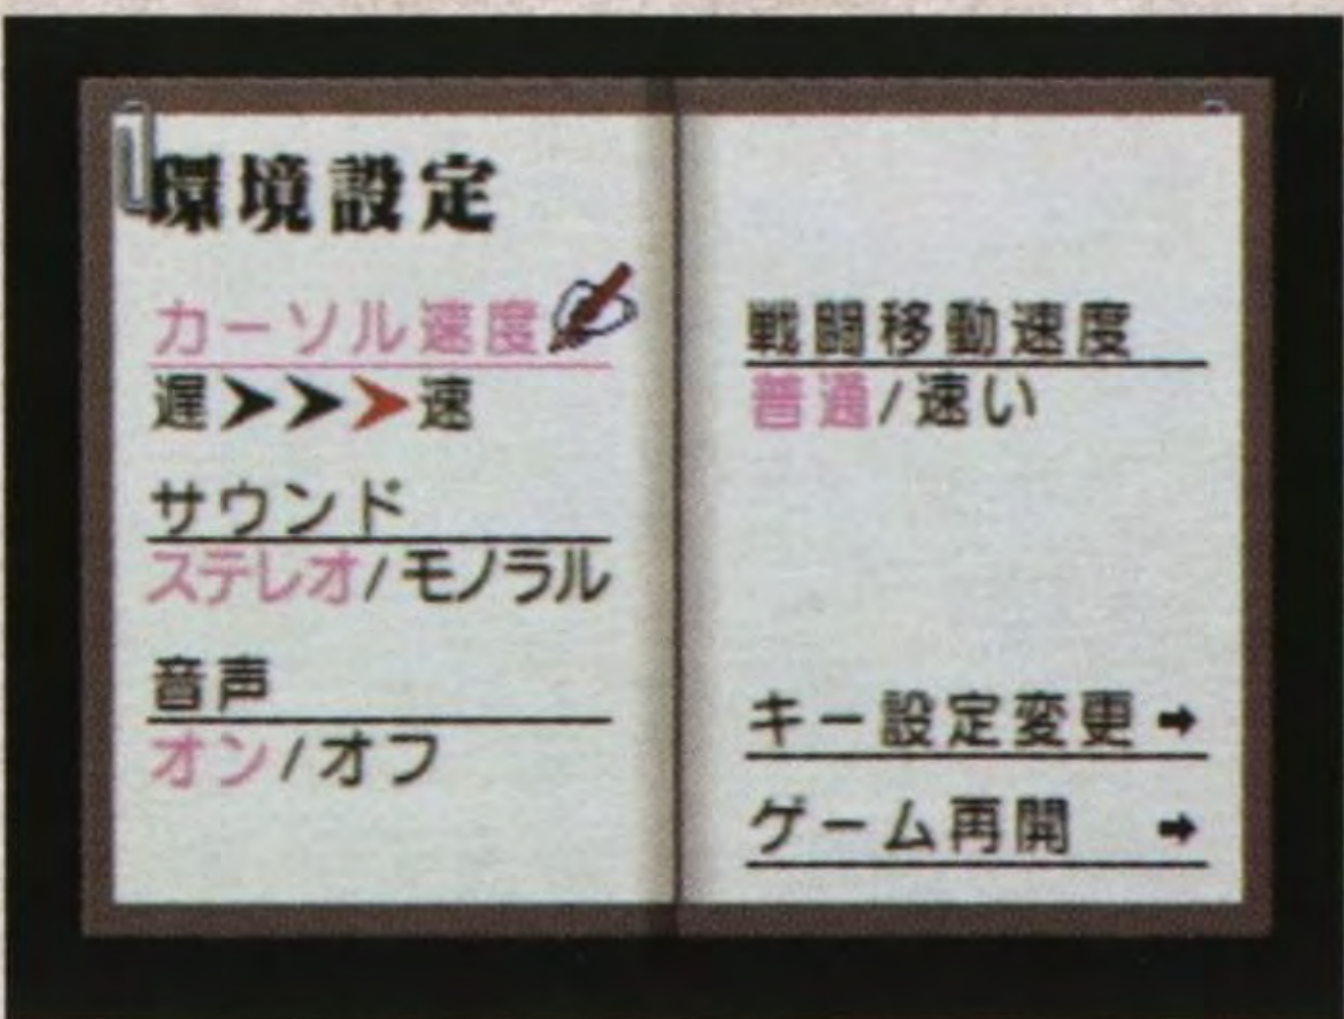 環境設定
カーソル速度
遅➤➤➤速
サウンド
ステレオ/モノラル
音声
オン/オフ
戦闘移動速度
普通/速い
キー設定変更➡
ゲーム再開 ➡